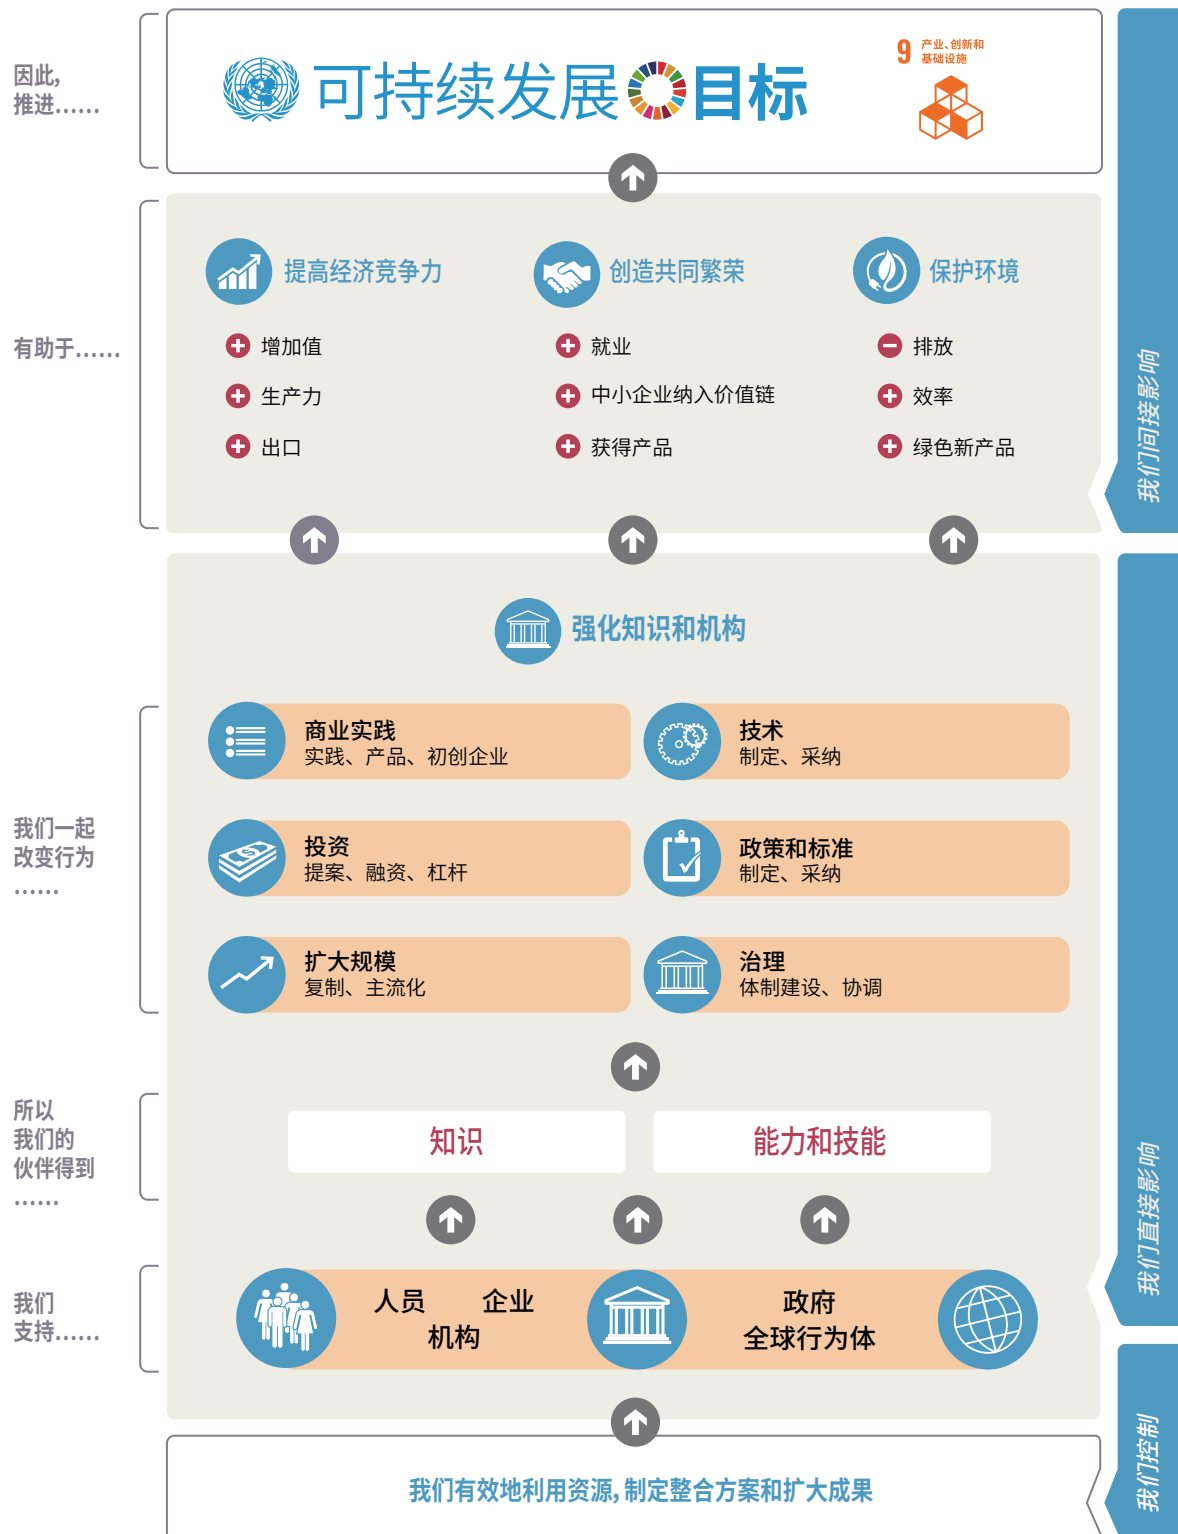 因此,
推进……
可持续发展目标
9
产业、创新和
基础设施
有助于……
提高经济竞争力
增加值
生产力
出口
创造共同繁荣
就业
中小企业纳入价值链
获得产品
保护环境
排放
效率
绿色新产品
我们间接影响
强化知识和机构
我们一起
改变行为
……
商业实践
实践、产品、初创企业
技术
制定、采纳
投资
提案、融资、杠杆
政策和标准
制定、采纳
扩大规模
复制、主流化
治理
体制建设、协调
所以
我们的
伙伴得到
……
知识
能力和技能
我们直接影响
我们
支持……
人员 企业
机构
政府
全球行为体
我们有效地利用资源, 制定整合方案和扩大成果
我们控制